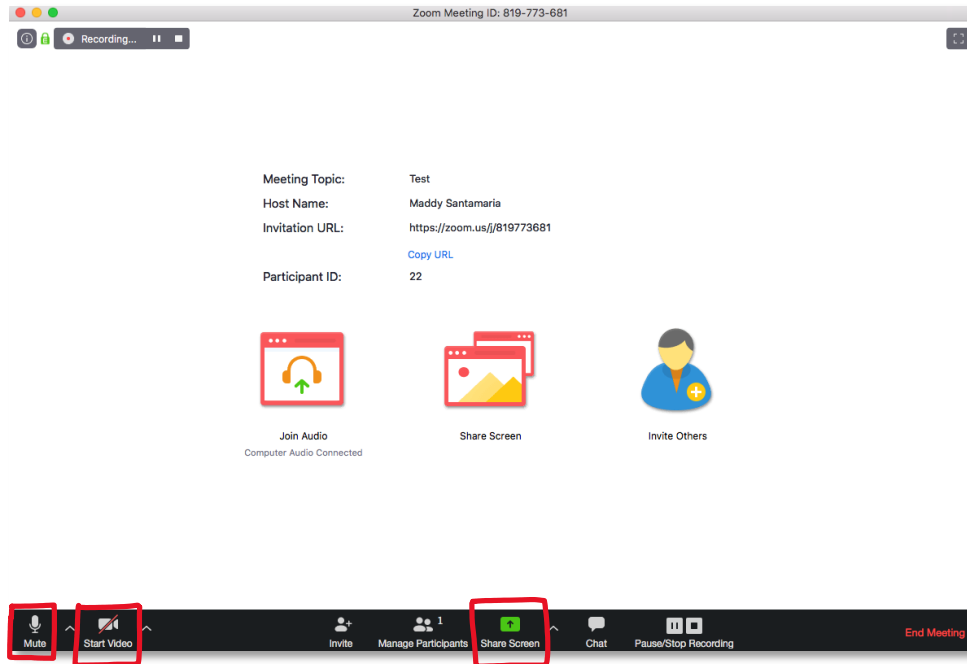 Zoom Meeting ID: 819-773-681
Recording...
Meeting Topic: Test
Host Name: Maddy Santamaria
Invitation URL: https://zoom.us/j/819773681
Copy URL
Participant ID: 22
Join Audio Share Screen Invite Others
Computer Audio Connected
1
Mute Start Video Invite Manage Participants Share Screen Chat Pause/Stop Recording End Meeting